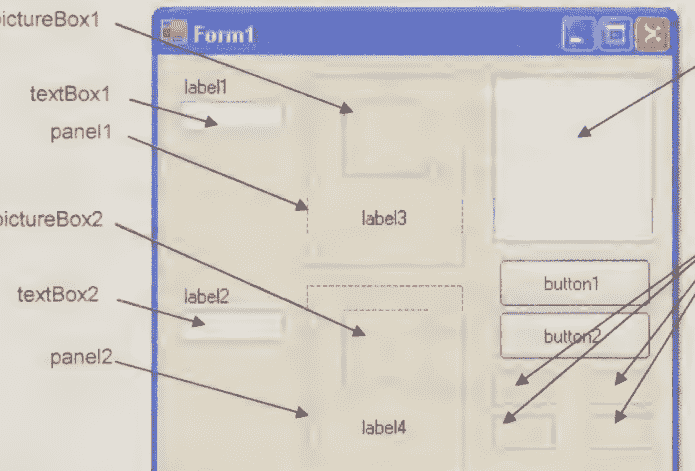 pictureBox1
Form1
textBox1
label1
panel1
label3
pictureBox2
textBox2
label2
button1
button2
panel2
label4